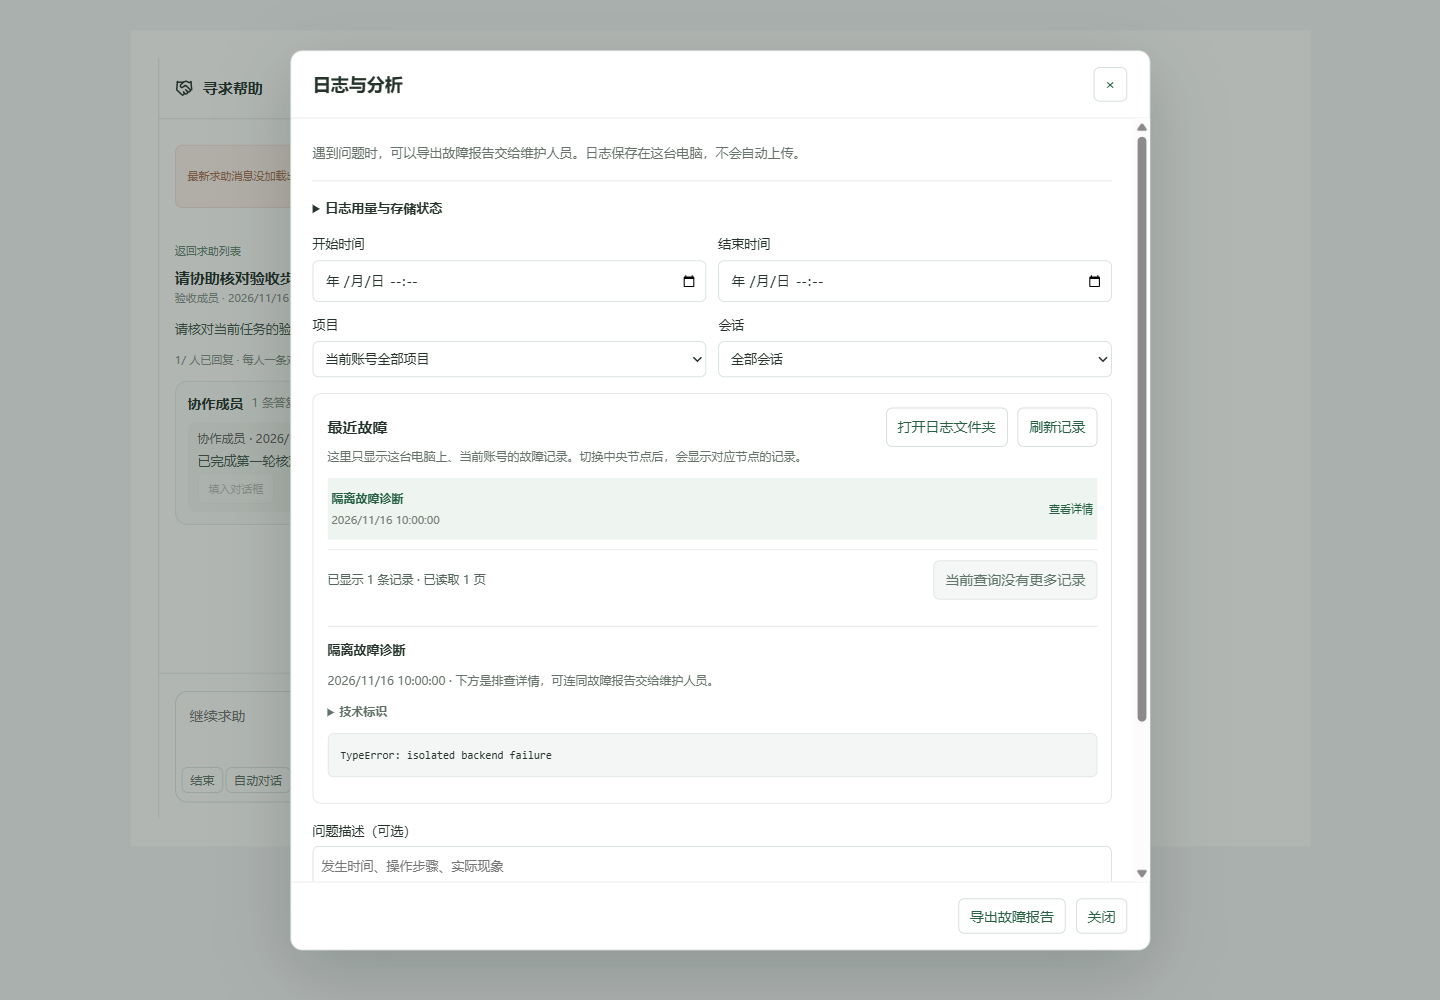 寻求帮助
最新求助消息没加载
返回求助列表
请协助核对验收步
验收成员 · 2026/11/16
请核对当前任务的验
1/ 人已回复 · 每人一条
协作成员 1 条答
协作成员 · 2026/
已完成第一轮核
填入对话框
继续求助
结束 自动对话
日志与分析
×
遇到问题时，可以导出故障报告交给维护人员。日志保存在这台电脑，不会自动上传。
▶ 日志用量与存储状态
开始时间 结束时间
年 /月/日 --:-- 年 /月/日 --:--
项目 会话
当前账号全部项目 全部会话
最近故障 打开日志文件夹 刷新记录
这里只显示这台电脑上、当前账号的故障记录。切换中央节点后，会显示对应节点的记录。
隔离故障诊断
2026/11/16 10:00:00 查看详情
已显示 1 条记录 · 已读取 1 页 当前查询没有更多记录
隔离故障诊断
2026/11/16 10:00:00 · 下方是排查详情，可连同故障报告交给维护人员。
▶ 技术标识
TypeError: isolated backend failure
问题描述（可选）
发生时间、操作步骤、实际现象
导出故障报告 关闭